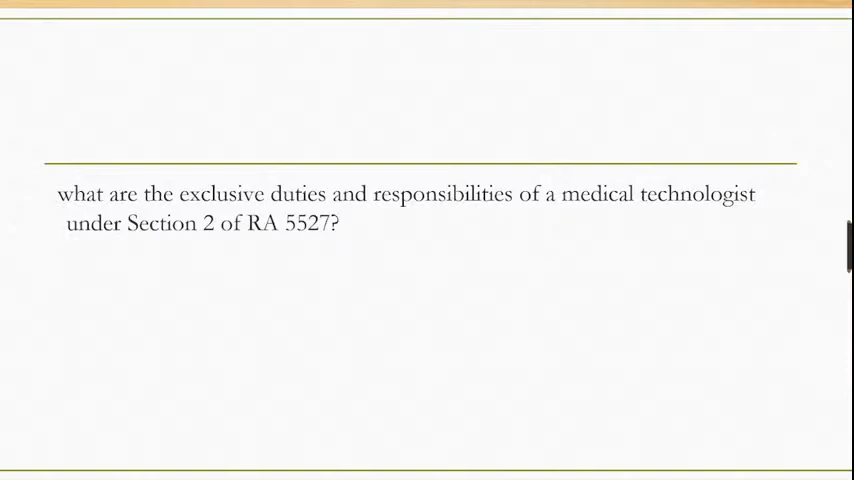 what are the exclusive duties and responsibilities of a medical technologist
under Section 2 of RA 5527?